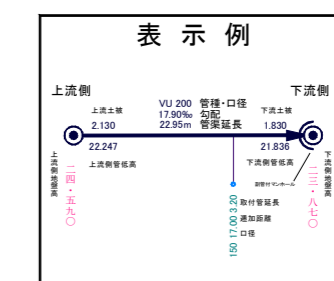 表示例
上流側
下流側
上流土被
VU 200 管種・口径
下流土被
2.130
17.90‰ 勾配
1.830
22.95m 管渠延長
22.247
21.836
上流側管低高
下流側管低高
副管付マンホール
上流側地盤高
二四・五九〇
下流側地盤高
二三・八七〇
3.20 取付管延長
17.00 逓加距離
150 口径